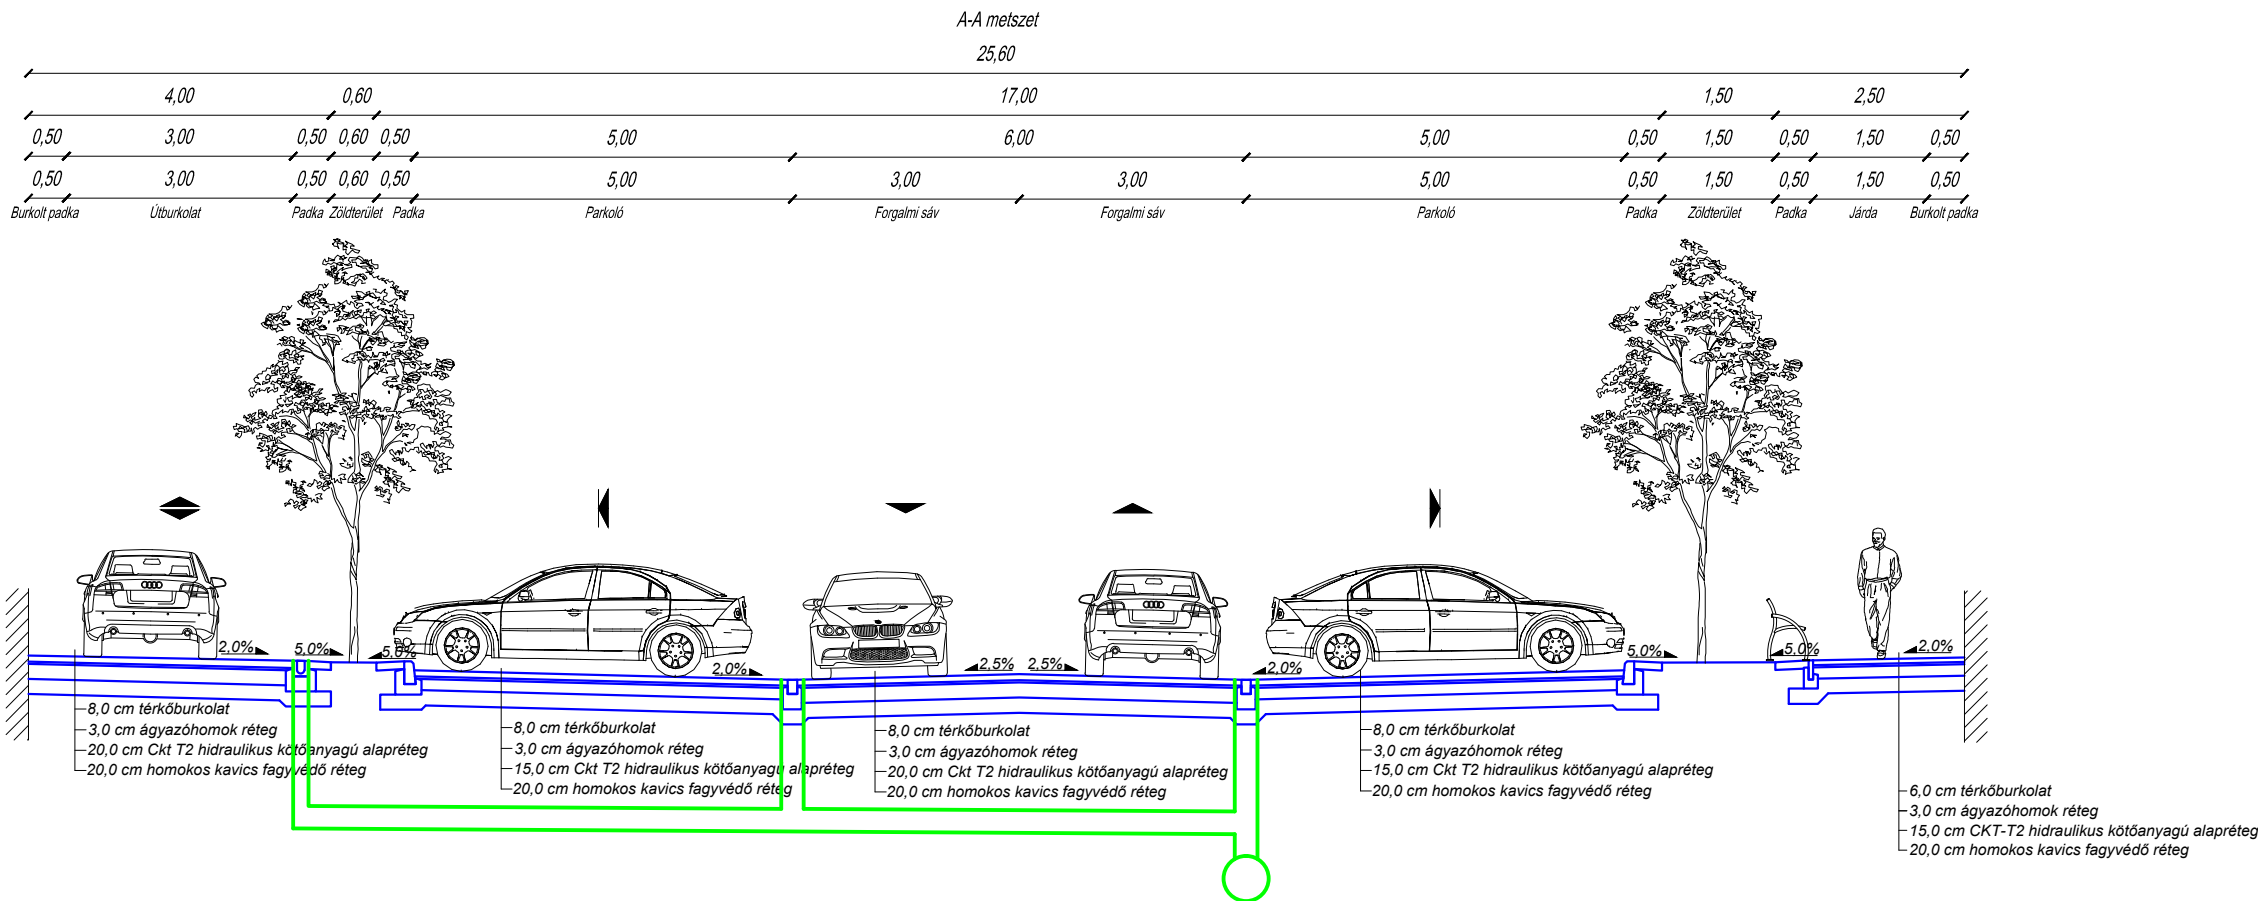 A-A metszet
25,60
4,00 0,60 17,00 1,50 2,50
0,50 3,00 0,50 0,60 0,50 5,00 6,00 5,00 0,50 1,50 0,50 1,50 0,50
0,50 3,00 0,50 0,60 0,50 5,00 3,00 3,00 5,00 0,50 1,50 0,50 1,50 0,50
Burkolt padka Útburkolat Padka Zöldterület Padka Parkoló Forgalmi sáv Forgalmi sáv Parkoló Padka Zöldterület Padka Járda Burkolt padka
2,0% 5,0% 5,0% 2,0% 2,5% 2,5% 2,0% 5,0% 5,0% 2,0%
8,0 cm térkőburkolat
3,0 cm ágyazóhomok réteg
20,0 cm Ckt T2 hidraulikus kötőanyagú alapréteg
20,0 cm homokos kavics fagyvédő réteg
8,0 cm térkőburkolat
3,0 cm ágyazóhomok réteg
15,0 cm Ckt T2 hidraulikus kötőanyagú alapréteg
20,0 cm homokos kavics fagyvédő réteg
8,0 cm térkőburkolat
3,0 cm ágyazóhomok réteg
20,0 cm Ckt T2 hidraulikus kötőanyagú alapréteg
20,0 cm homokos kavics fagyvédő réteg
8,0 cm térkőburkolat
3,0 cm ágyazóhomok réteg
15,0 cm Ckt T2 hidraulikus kötőanyagú alapréteg
20,0 cm homokos kavics fagyvédő réteg
6,0 cm térkőburkolat
3,0 cm ágyazóhomok réteg
15,0 cm CKT-T2 hidraulikus kötőanyagú alapréteg
20,0 cm homokos kavics fagyvédő réteg